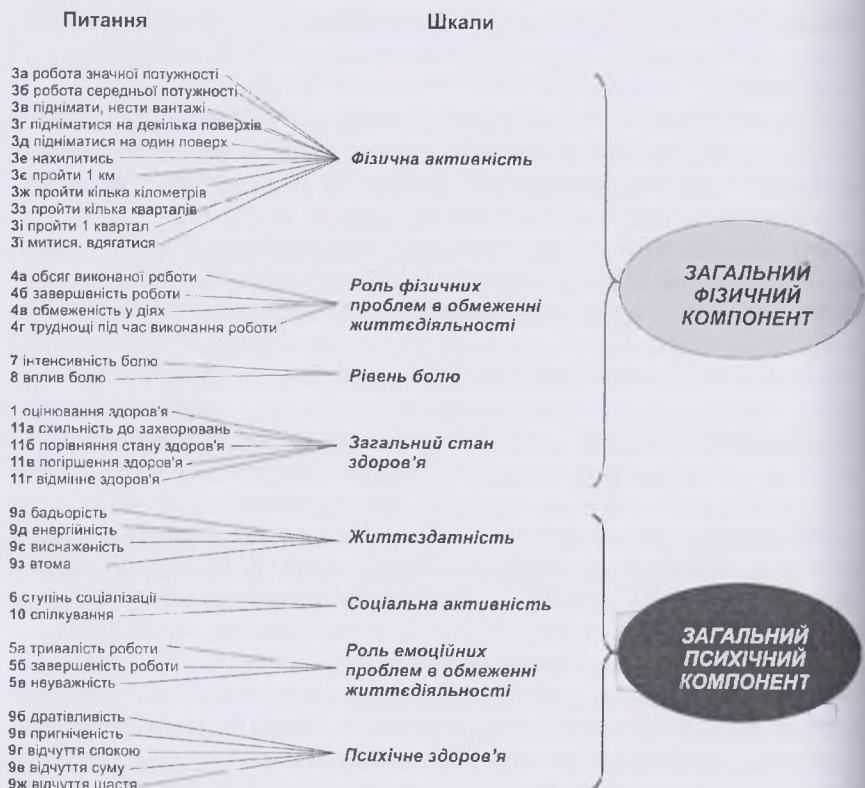 Питання
Шкали
3а робота значної потужності
3б робота середньої потужності
3в піднімати, нести вантажі
3г підніматися на декілька поверхів
3д підніматися на один поверх
3е нахилитись
3є пройти 1 км
3ж пройти кілька кілометрів
3з пройти кілька кварталів
3і пройти 1 квартал
3ї митися. вдягатися
Фізична активність
4а обсяг виконаної роботи
4б завершеність роботи
4в обмеженість у діях
4г труднощі під час виконання роботи
Роль фізичних
проблем в обмеженні
життєдіяльності
7 інтенсивність болю
8 вплив болю
Рівень болю
1 оцінювання здоров'я
11а схильність до захворювань
11б порівняння стану здоров'я
11в погіршення здоров'я
11г відмінне здоров'я
Загальний стан
здоров'я
ЗАГАЛЬНИЙ
ФІЗИЧНИЙ
КОМПОНЕНТ
9а бадьорість
9д енергійність
9є виснаженість
9з втома
Життєздатність
6 ступінь соціалізації
10 спілкування
Соціальна активність
5а тривалість роботи
5б завершеність роботи
5в неуважність
Роль емоційних
проблем в обмеженні
життєдіяльності
9б дратівливість
9в пригніченість
9г відчуття спокою
9е відчуття суму
9ж відчуття щастя
Психічне здоров'я
ЗАГАЛЬНИЙ
ПСИХІЧНИЙ
КОМПОНЕНТ